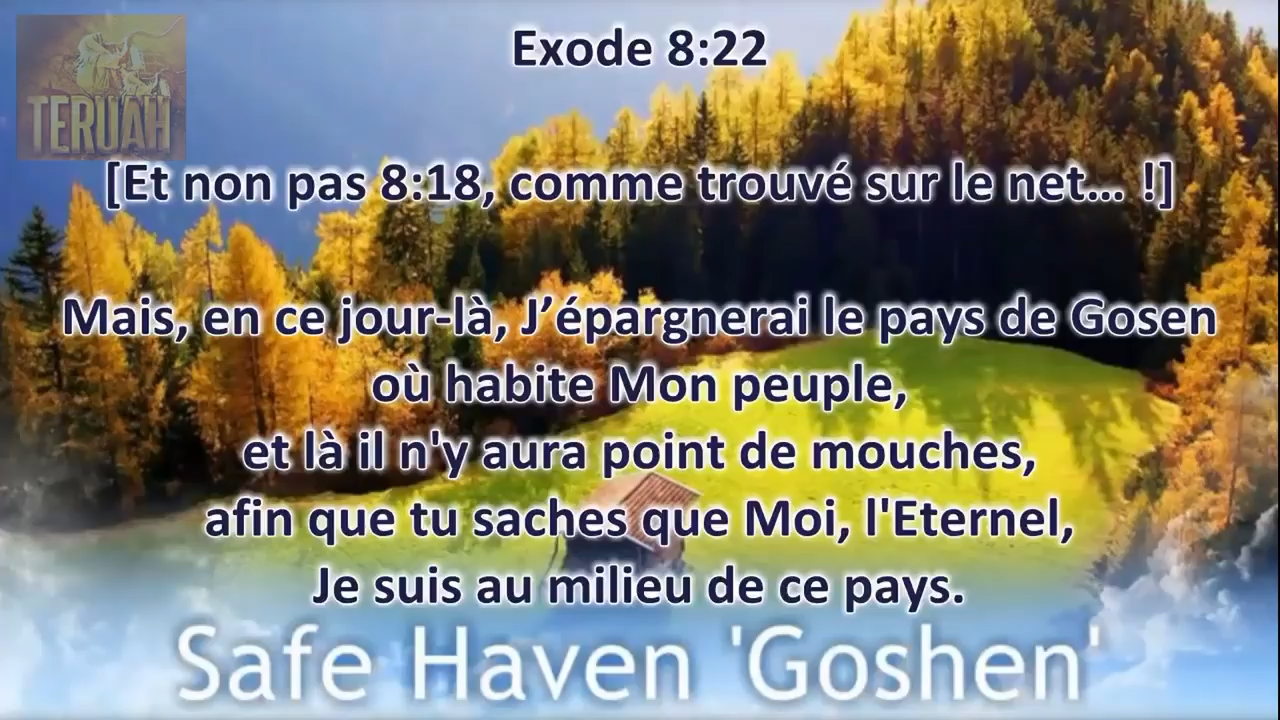 Exode 8:22
TERUAH
[Et non pas 8:18, comme trouvé sur le net... !]
Mais, en ce jour-là, J’épargnerai le pays de Gosen
où habite Mon peuple,
et là il n'y aura point de mouches,
afin que tu saches que Moi, l'Eternel,
Je suis au milieu de ce pays.
Safe Haven 'Goshen'